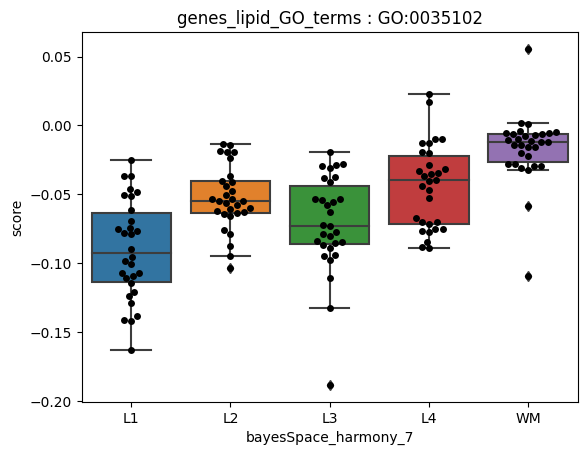 genes_lipid_GO_terms : GO:0035102
0.05
0.00
−0.05
−0.10
−0.15
−0.20
score
L1 L2 L3 L4 WM
bayesSpace_harmony_7